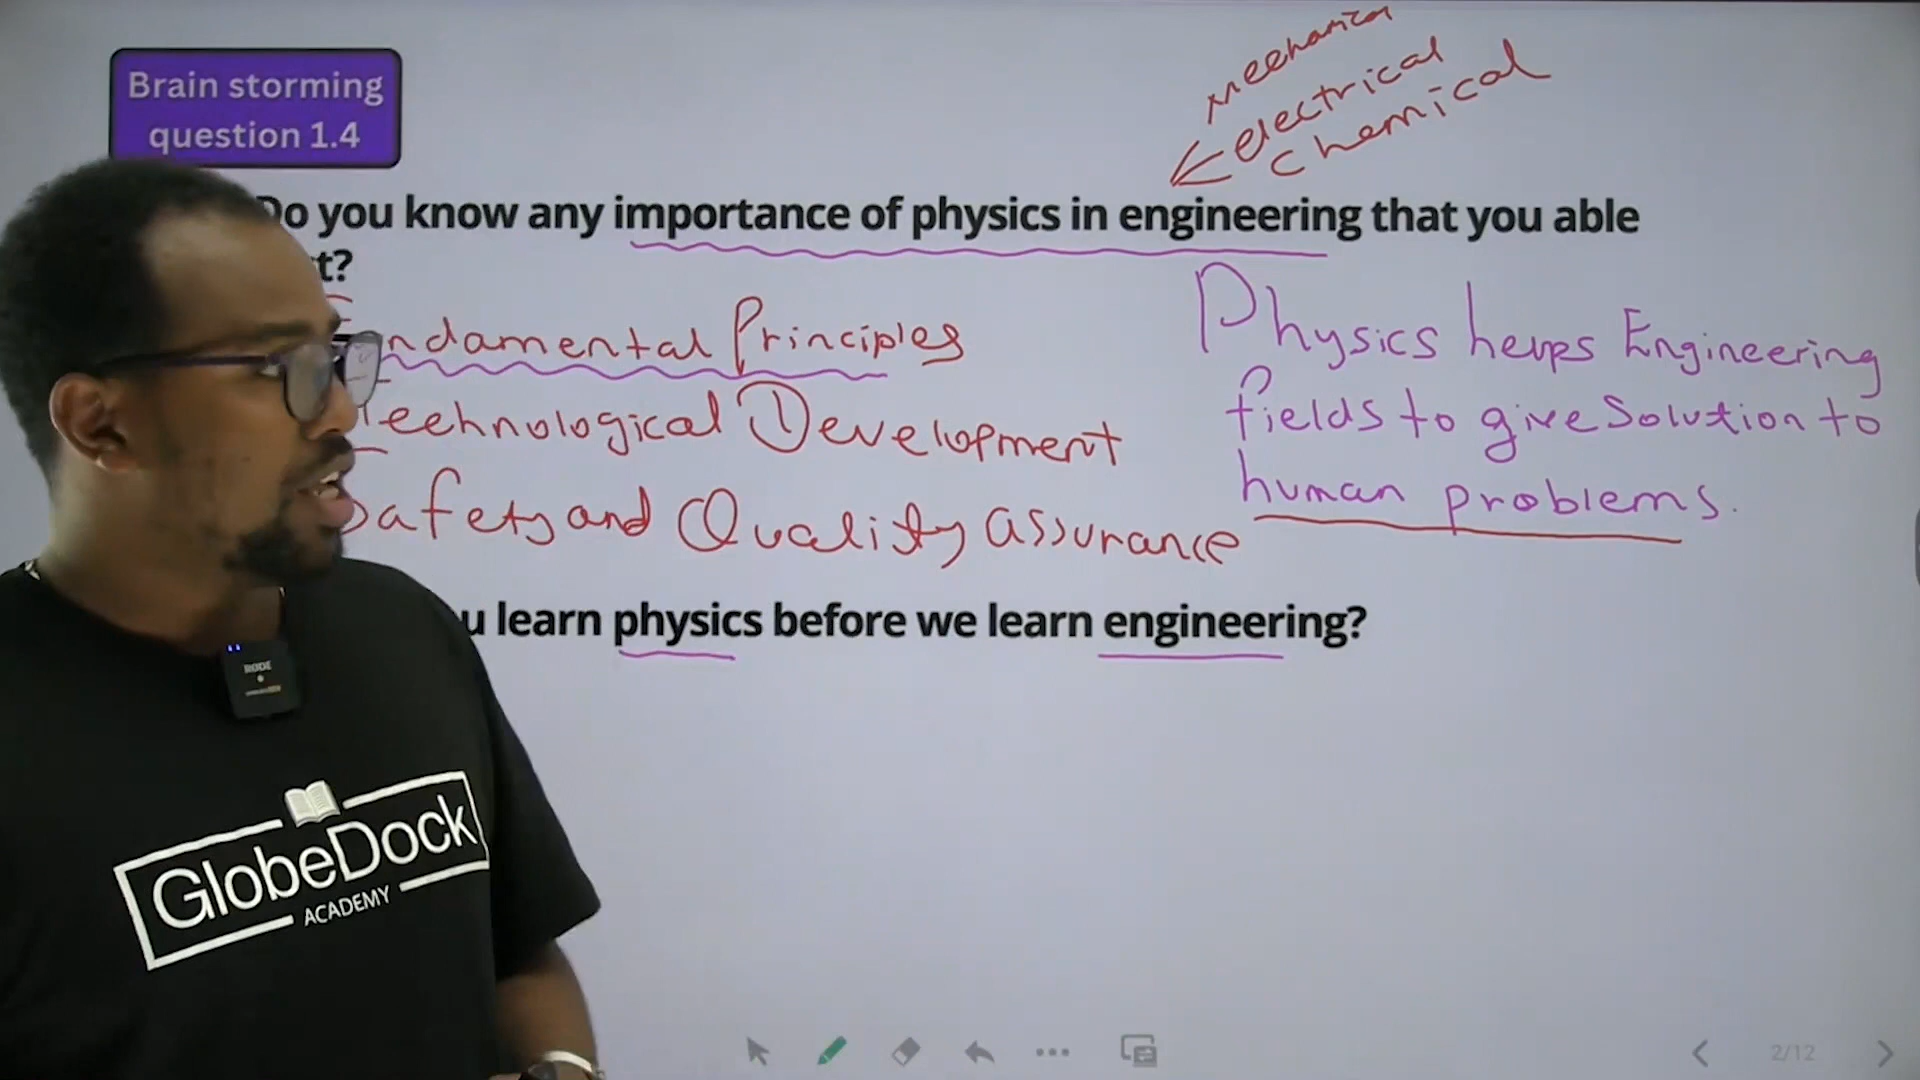 Brain storming
question 1.4
Mechanical
electrical
chemical
Do you know any importance of physics in engineering that you able
t?
ndamental Principles
Technological Development
Safety and Quality assurance
Physics helps Engineering
fields to give solution to
human problems.
u learn physics before we learn engineering?
RODE
GlobeDock
ACADEMY
2/12